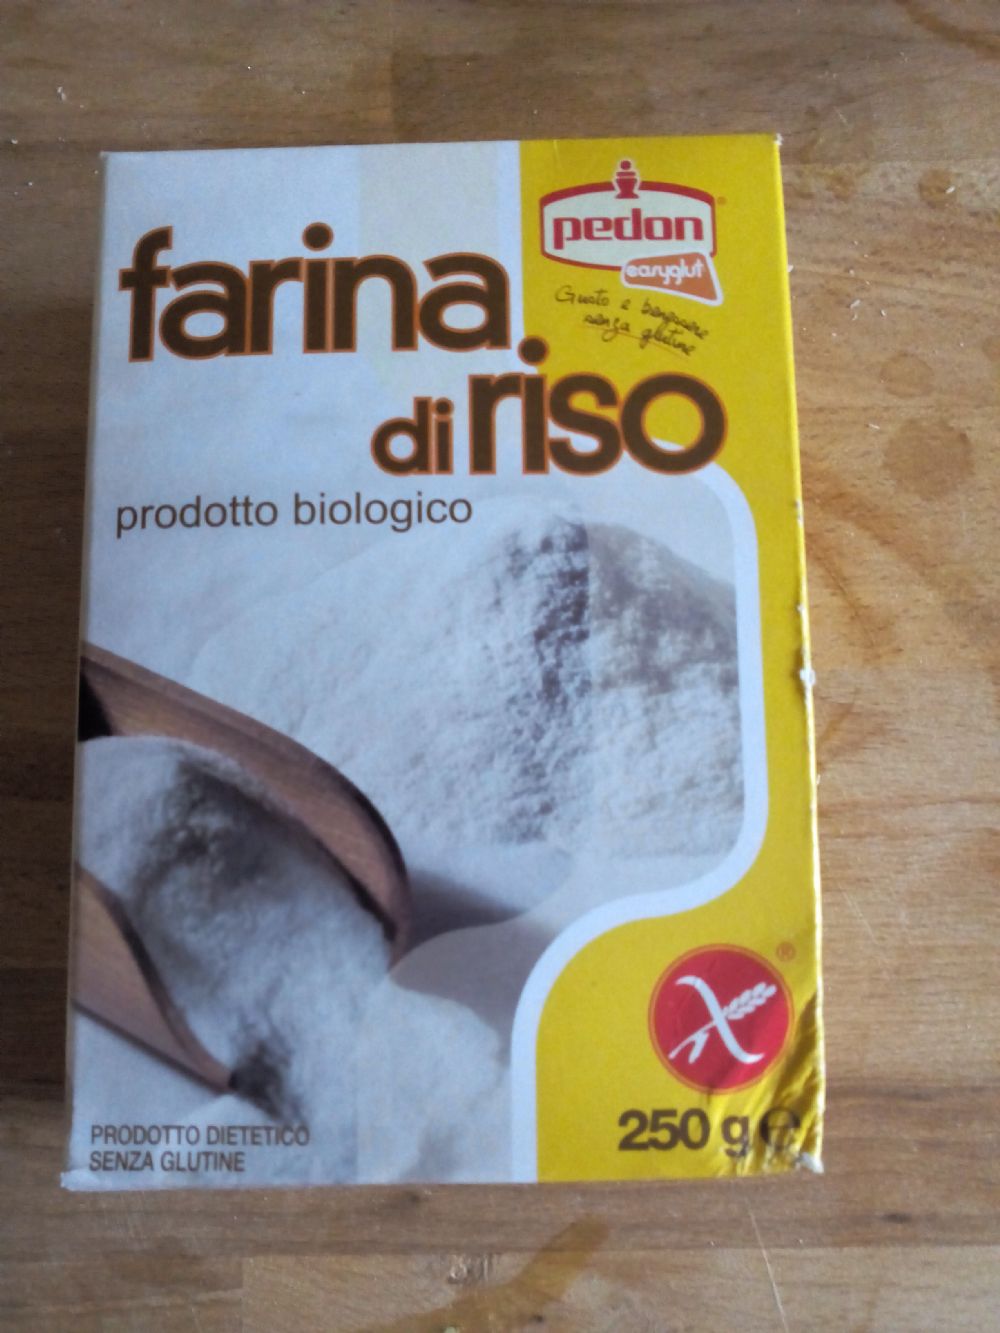 farina
di riso
prodotto biologico
pedon®
easyglut
Gusto e benessere
senza glutine
®
250 g e
PRODOTTO DIETETICO
SENZA GLUTINE